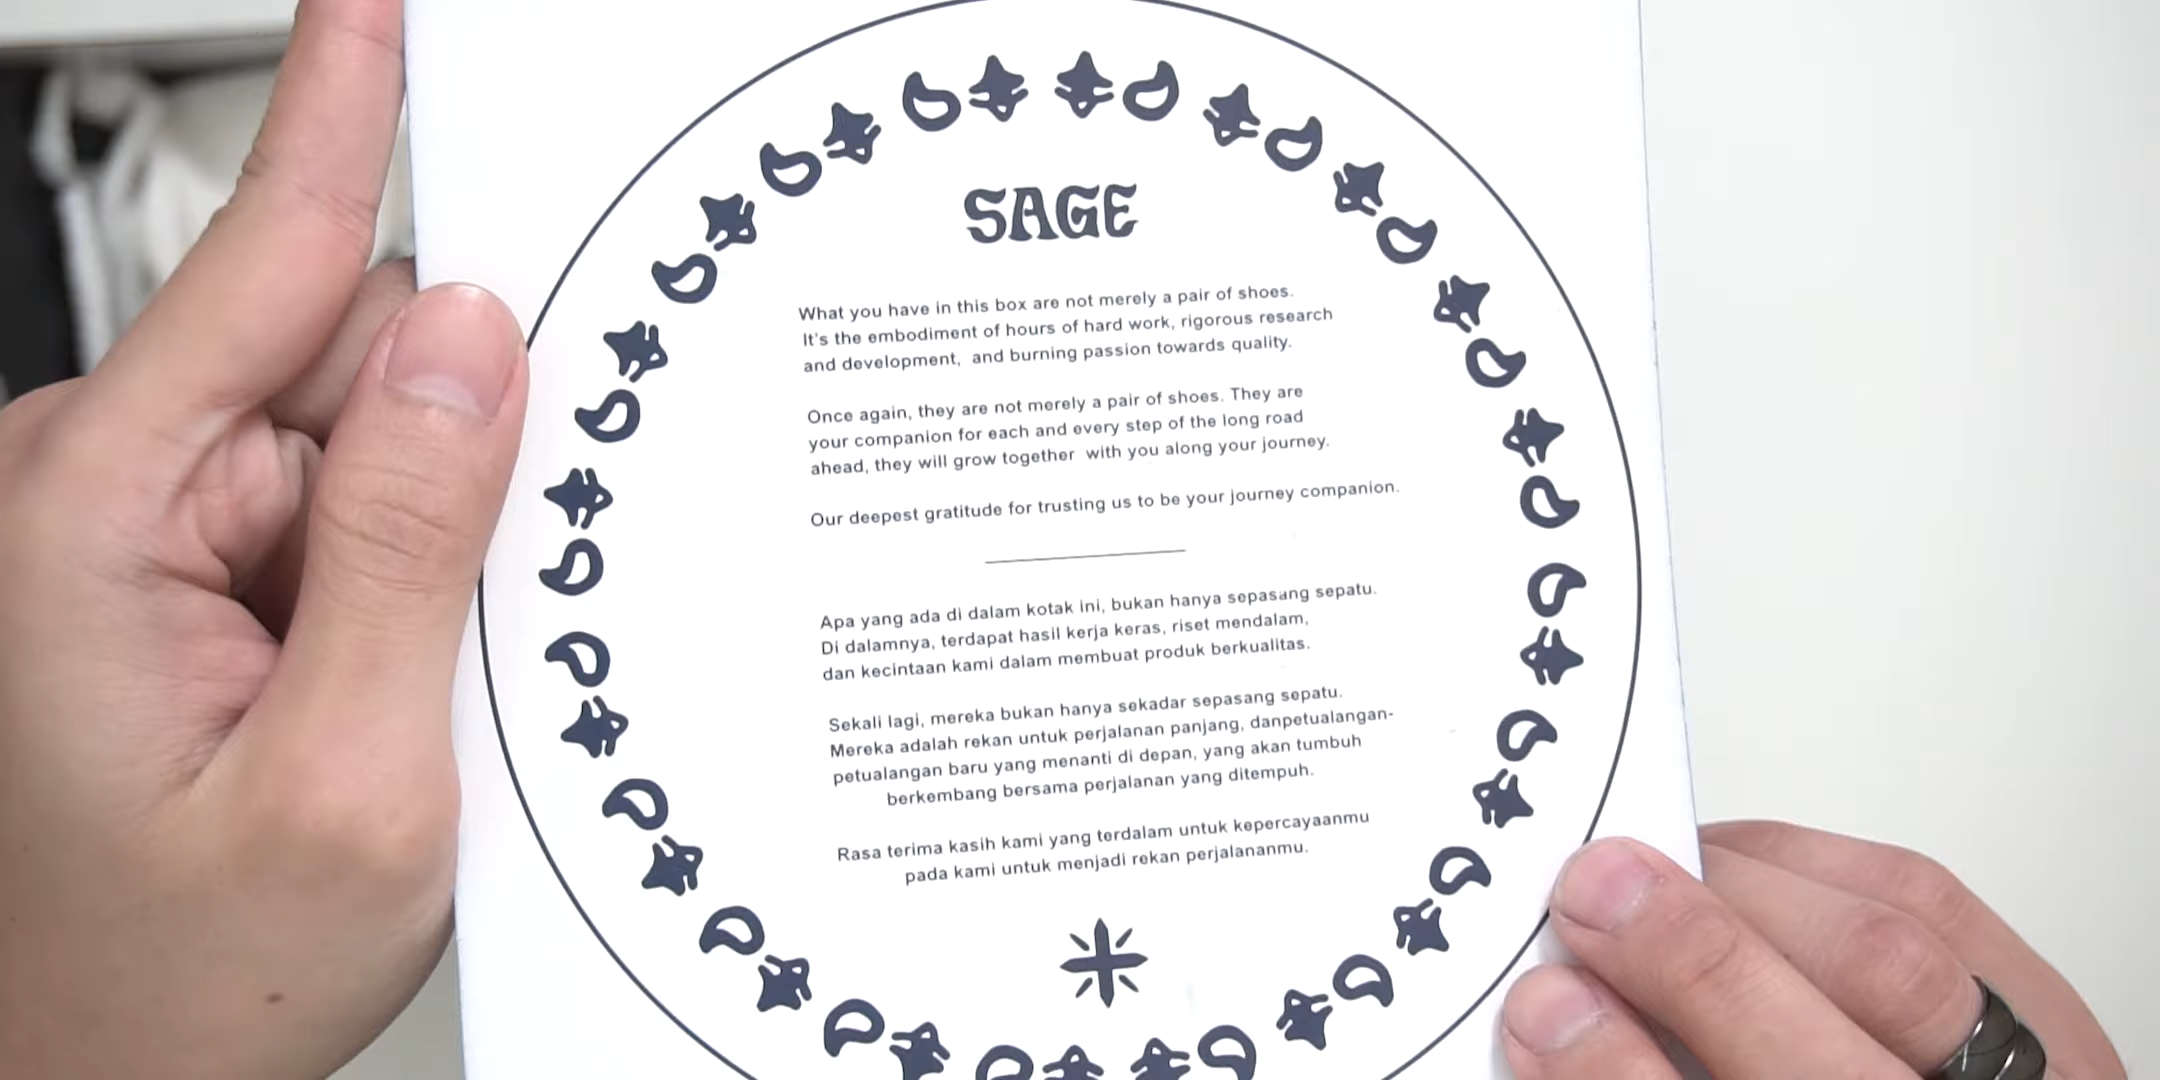 SAGE
What you have in this box are not merely a pair of shoes.
It's the embodiment of hours of hard work, rigorous research
and development, and burning passion towards quality.
Once again, they are not merely a pair of shoes. They are
your companion for each and every step of the long road
ahead, they will grow together with you along your journey.
Our deepest gratitude for trusting us to be your journey companion.
Apa yang ada di dalam kotak ini, bukan hanya sepasang sepatu.
Di dalamnya, terdapat hasil kerja keras, riset mendalam,
dan kecintaan kami dalam membuat produk berkualitas.
Sekali lagi, mereka bukan hanya sekadar sepasang sepatu.
Mereka adalah rekan untuk perjalanan panjang, danpetualangan-
petualangan baru yang menanti di depan, yang akan tumbuh
berkembang bersama perjalanan yang ditempuh.
Rasa terima kasih kami yang terdalam untuk kepercayaanmu
pada kami untuk menjadi rekan perjalananmu.